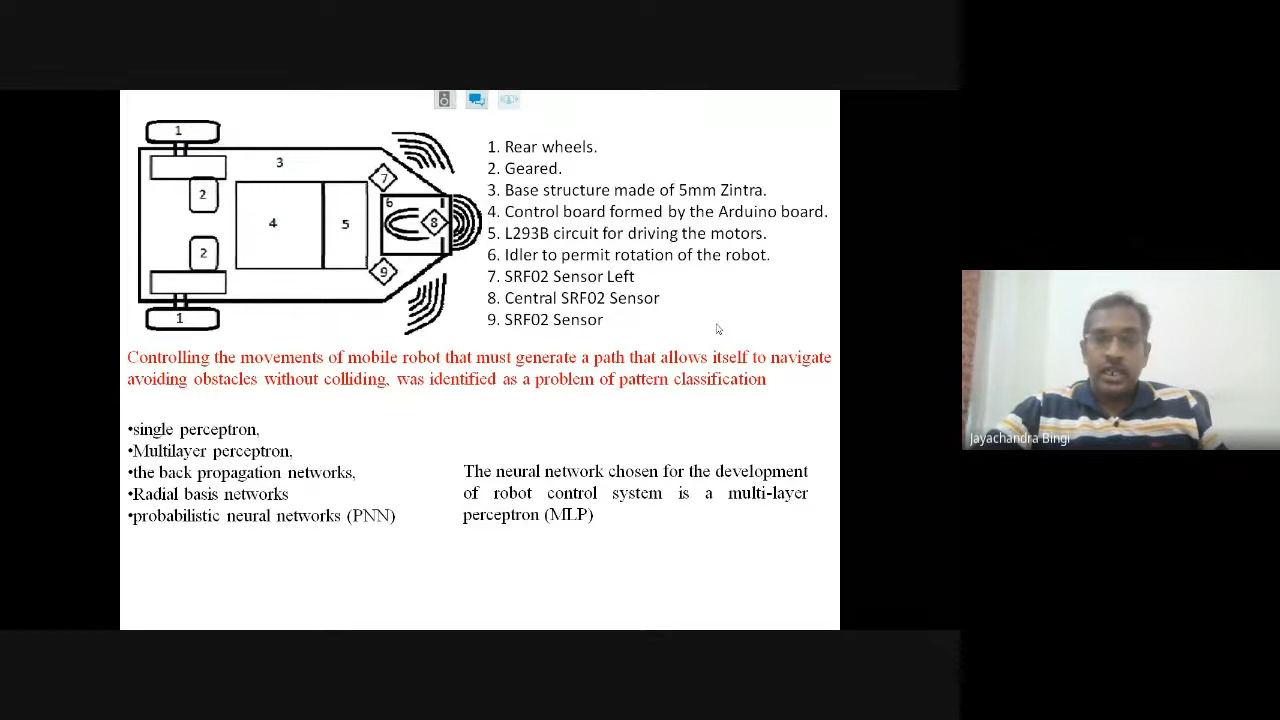 1
3
7
2
6
4
5
8
2
9
1
1. Rear wheels.
2. Geared.
3. Base structure made of 5mm Zintra.
4. Control board formed by the Arduino board.
5. L293B circuit for driving the motors.
6. Idler to permit rotation of the robot.
7. SRF02 Sensor Left
8. Central SRF02 Sensor
9. SRF02 Sensor
Controlling the movements of mobile robot that must generate a path that allows itself to navigate
avoiding obstacles without colliding, was identified as a problem of pattern classification
•single perceptron,
•Multilayer perceptron,
•the back propagation networks,
•Radial basis networks
•probabilistic neural networks (PNN)
The neural network chosen for the development
of robot control system is a multi-layer
perceptron (MLP)
Jayachandra Bingi